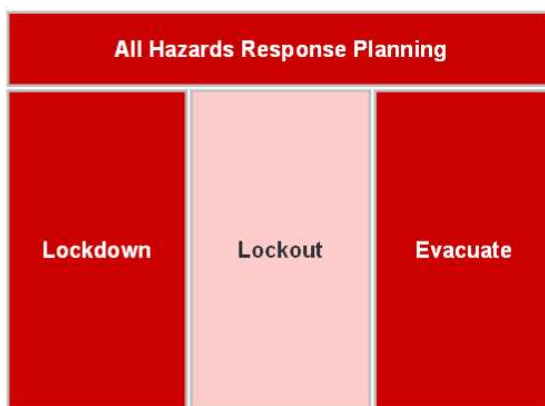 All Hazards Response Planning
Lockdown
Lockout
Evacuate